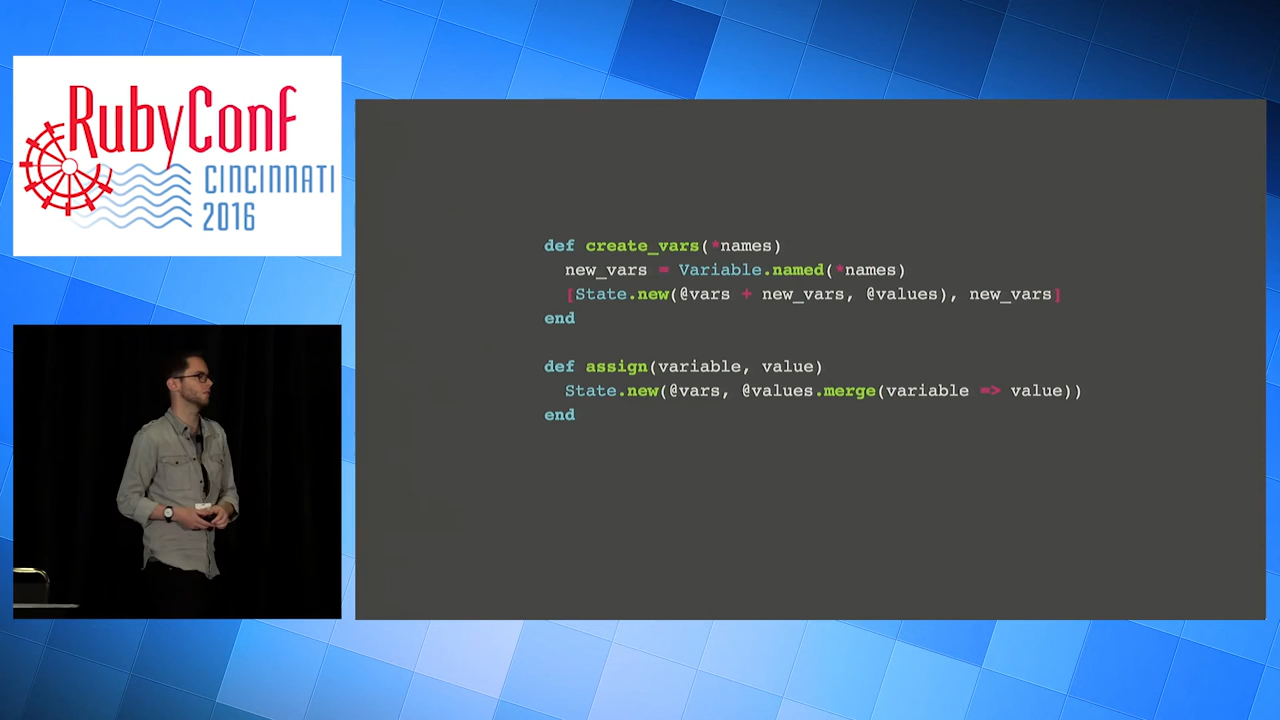 RubyConf
CINCINNATI
2016
def create_vars(*names)
  new_vars = Variable.named(*names)
  [State.new(@vars + new_vars, @values), new_vars]
end

def assign(variable, value)
  State.new(@vars, @values.merge(variable => value))
end